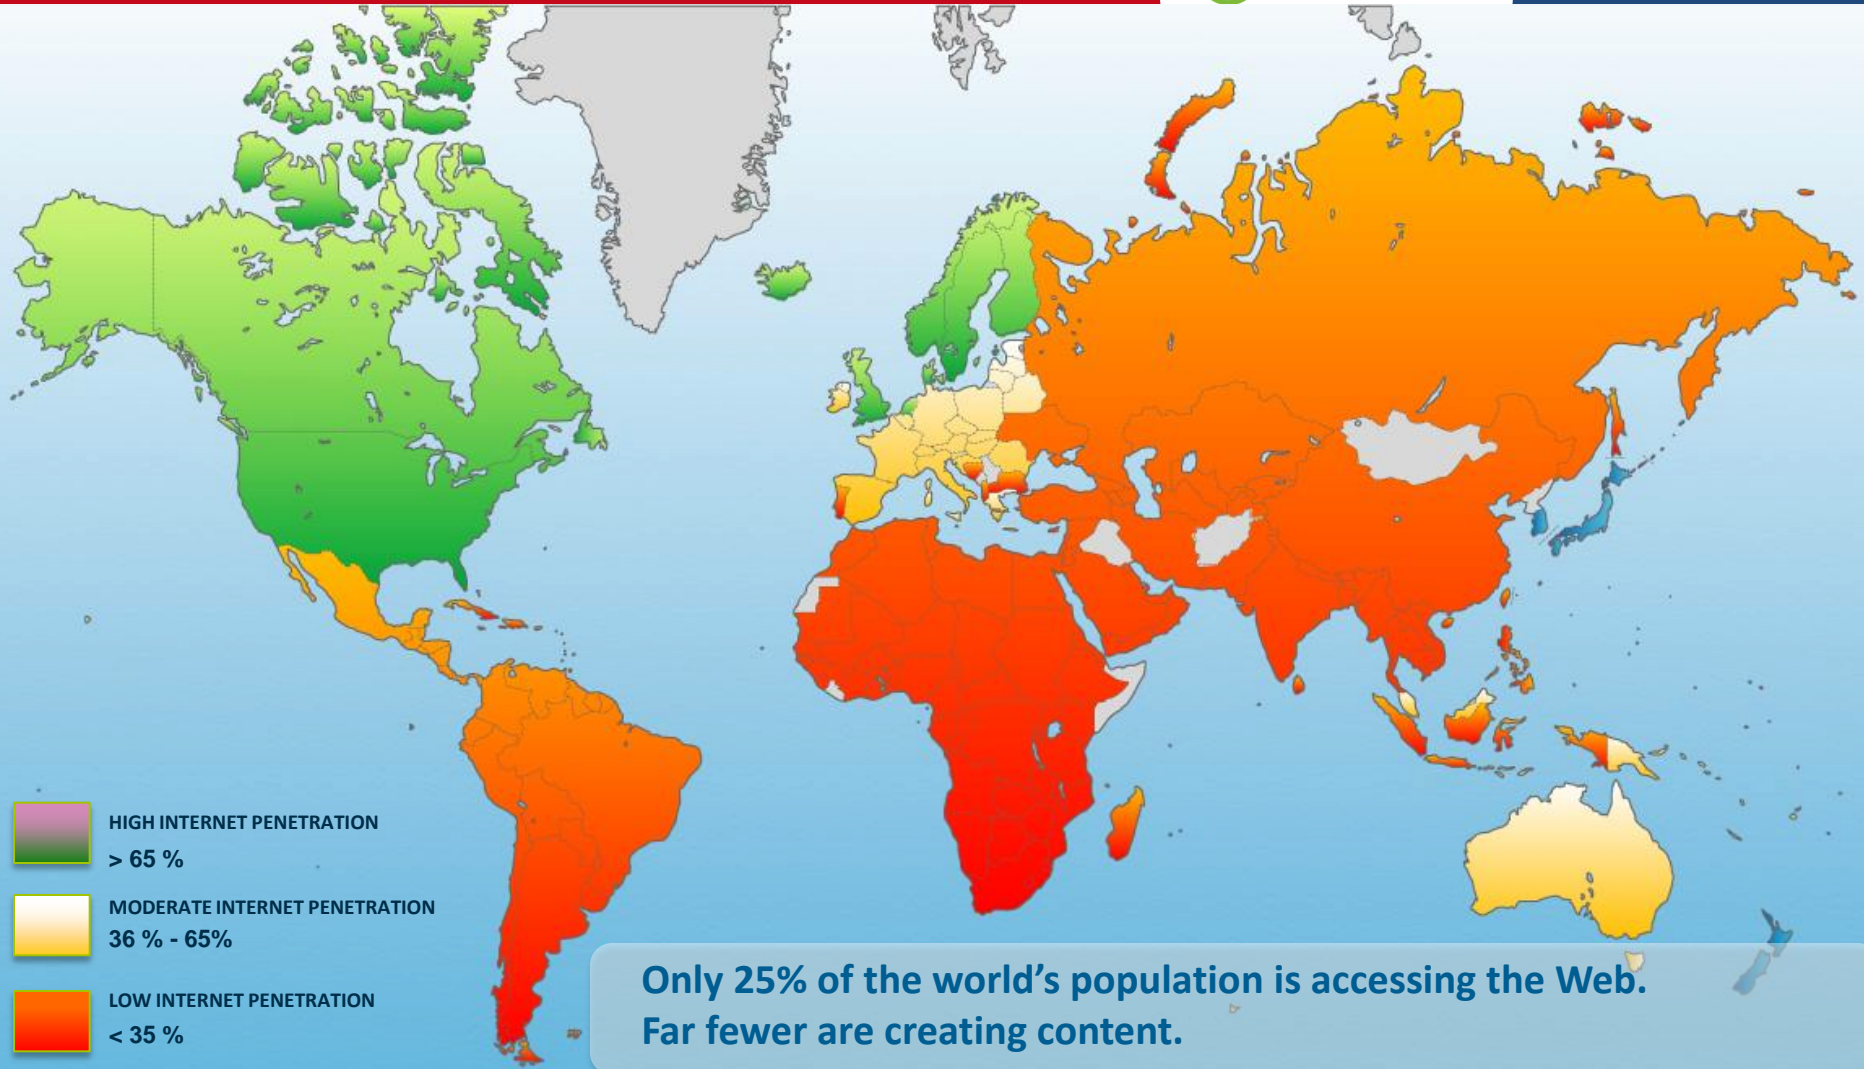 HIGH INTERNET PENETRATION
> 65 %
MODERATE INTERNET PENETRATION
36 % - 65%
LOW INTERNET PENETRATION
< 35 %
Only 25% of the world’s population is accessing the Web.
Far fewer are creating content.